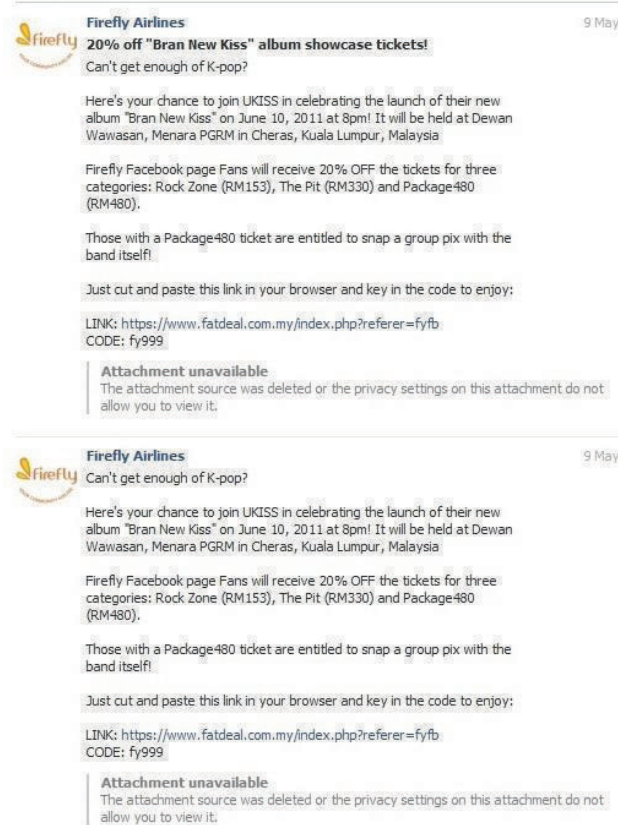 Firefly Airlines
9 May
firefly
20% off "Bran New Kiss" album showcase tickets!
Can't get enough of K-pop?
Here's your chance to join UKISS in celebrating the launch of their new
album "Bran New Kiss" on June 10, 2011 at 8pm! It will be held at Dewan
Wawasan, Menara PGRM in Cheras, Kuala Lumpur, Malaysia
Firefly Facebook page Fans will receive 20% OFF the tickets for three
categories: Rock Zone (RM153), The Pit (RM330) and Package480
(RM480).
Those with a Package480 ticket are entitled to snap a group pix with the
band itself!
Just cut and paste this link in your browser and key in the code to enjoy:
LINK: https://www.fatdeal.com.my/index.php?referer=fyfb
CODE: fy999
Attachment unavailable
The attachment source was deleted or the privacy settings on this attachment do not
allow you to view it.
Firefly Airlines
9 May
firefly
Can't get enough of K-pop?
Here's your chance to join UKISS in celebrating the launch of their new
album "Bran New Kiss" on June 10, 2011 at 8pm! It will be held at Dewan
Wawasan, Menara PGRM in Cheras, Kuala Lumpur, Malaysia
Firefly Facebook page Fans will receive 20% OFF the tickets for three
categories: Rock Zone (RM153), The Pit (RM330) and Package480
(RM480).
Those with a Package480 ticket are entitled to snap a group pix with the
band itself!
Just cut and paste this link in your browser and key in the code to enjoy:
LINK: https://www.fatdeal.com.my/index.php?referer=fyfb
CODE: fy999
Attachment unavailable
The attachment source was deleted or the privacy settings on this attachment do not
allow you to view it.